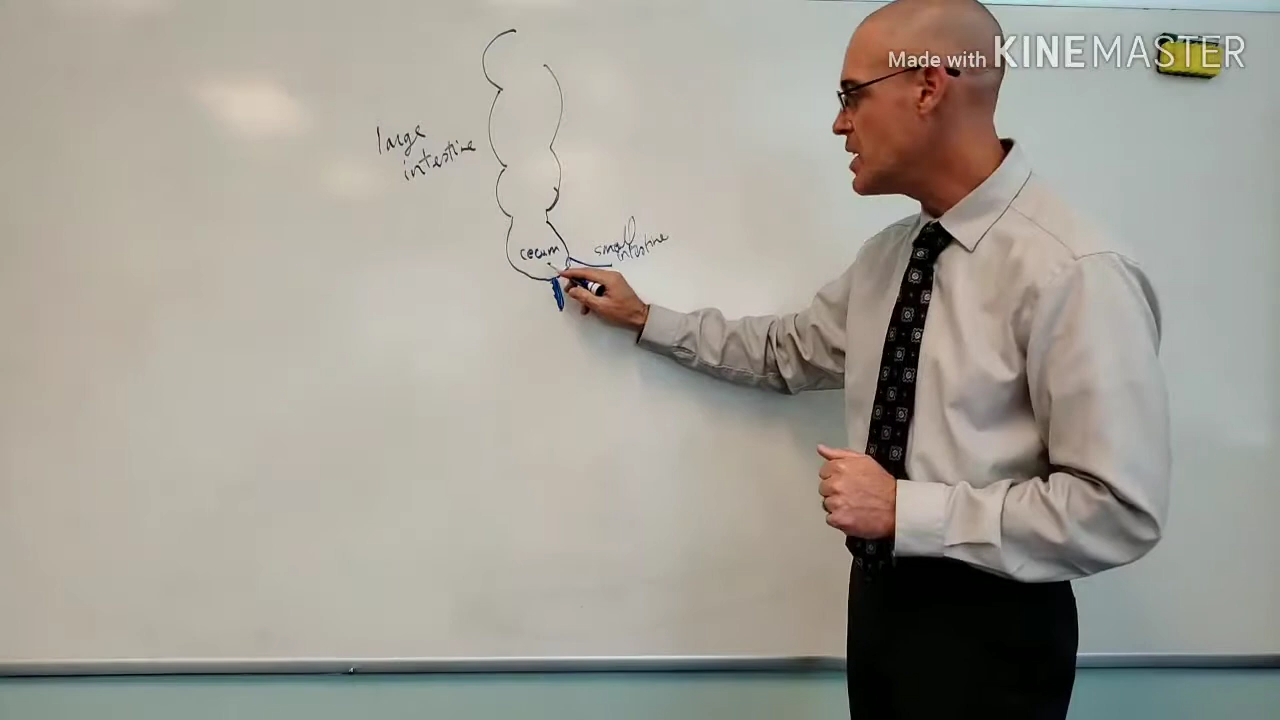 Made with KINEMASTER
large
intestine
cecum
small
intestine